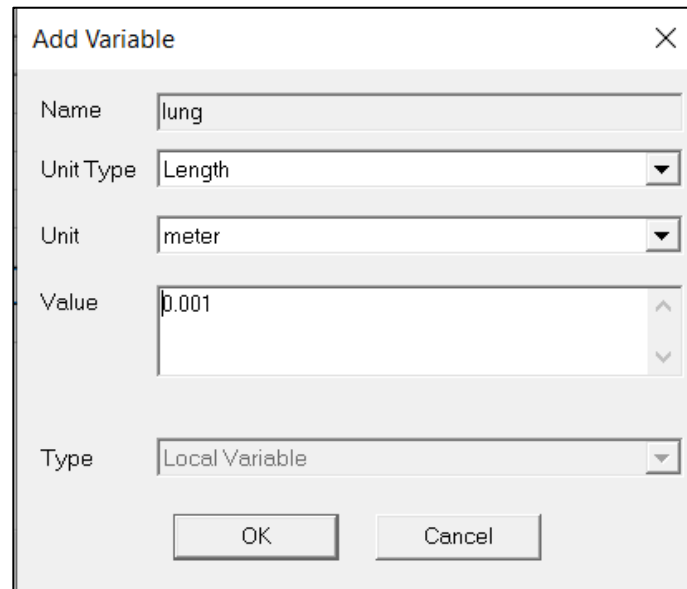 Add Variable
Name lung
Unit Type Length
Unit meter
Value 0.001
Type Local Variable
OK Cancel